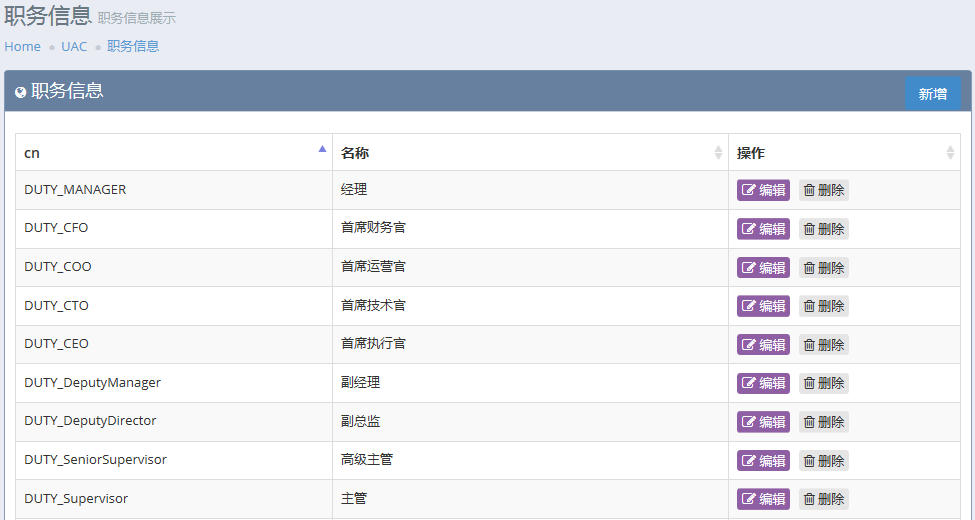 职务信息 职务信息展示
Home UAC 职务信息
职务信息 新增
cn 名称 操作
DUTY_MANAGER 经理 编辑 删除
DUTY_CFO 首席财务官 编辑 删除
DUTY_COO 首席运营官 编辑 删除
DUTY_CTO 首席技术官 编辑 删除
DUTY_CEO 首席执行官 编辑 删除
DUTY_DeputyManager 副经理 编辑 删除
DUTY_DeputyDirector 副总监 编辑 删除
DUTY_SeniorSupervisor 高级主管 编辑 删除
DUTY_Supervisor 主管 编辑 删除